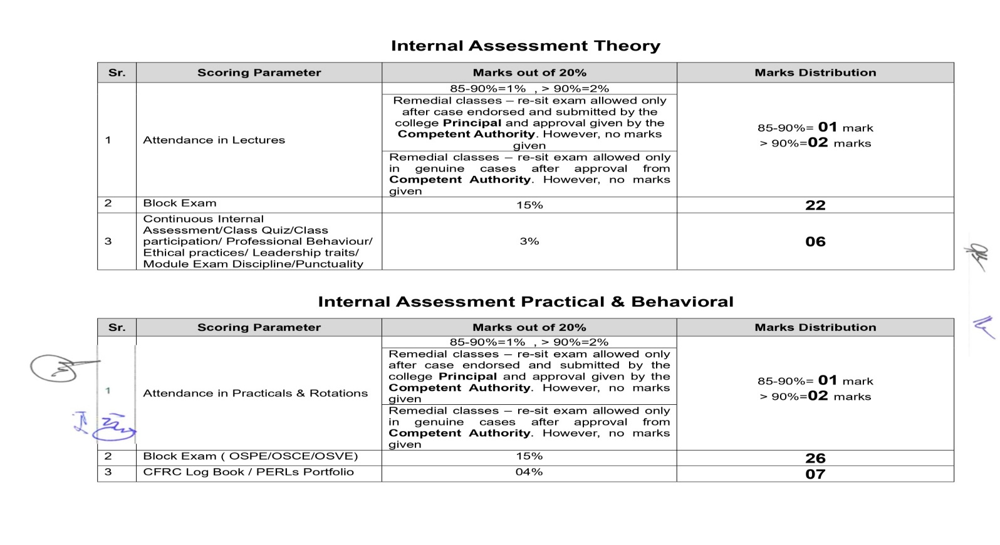 Internal Assessment Theory
Sr. Scoring Parameter Marks out of 20% Marks Distribution
1 Attendance in Lectures
85-90%=1% , > 90%=2%
Remedial classes – re-sit exam allowed only
after case endorsed and submitted by the
college Principal and approval given by the
Competent Authority. However, no marks
given
Remedial classes – re-sit exam allowed only
in genuine cases after approval from
Competent Authority. However, no marks
given
85-90%= 01 mark
> 90%=02 marks
2 Block Exam 15% 22
3
Continuous Internal
Assessment/Class Quiz/Class
participation/ Professional Behaviour/
Ethical practices/ Leadership traits/
Module Exam Discipline/Punctuality
3% 06
Internal Assessment Practical & Behavioral
Sr. Scoring Parameter Marks out of 20% Marks Distribution
1 Attendance in Practicals & Rotations
85-90%=1% , > 90%=2%
Remedial classes – re-sit exam allowed only
after case endorsed and submitted by the
college Principal and approval given by the
Competent Authority. However, no marks
given
Remedial classes – re-sit exam allowed only
in genuine cases after approval from
Competent Authority. However, no marks
given
85-90%= 01 mark
> 90%=02 marks
2 Block Exam ( OSPE/OSCE/OSVE) 15% 26
3 CFRC Log Book / PERLs Portfolio 04% 07